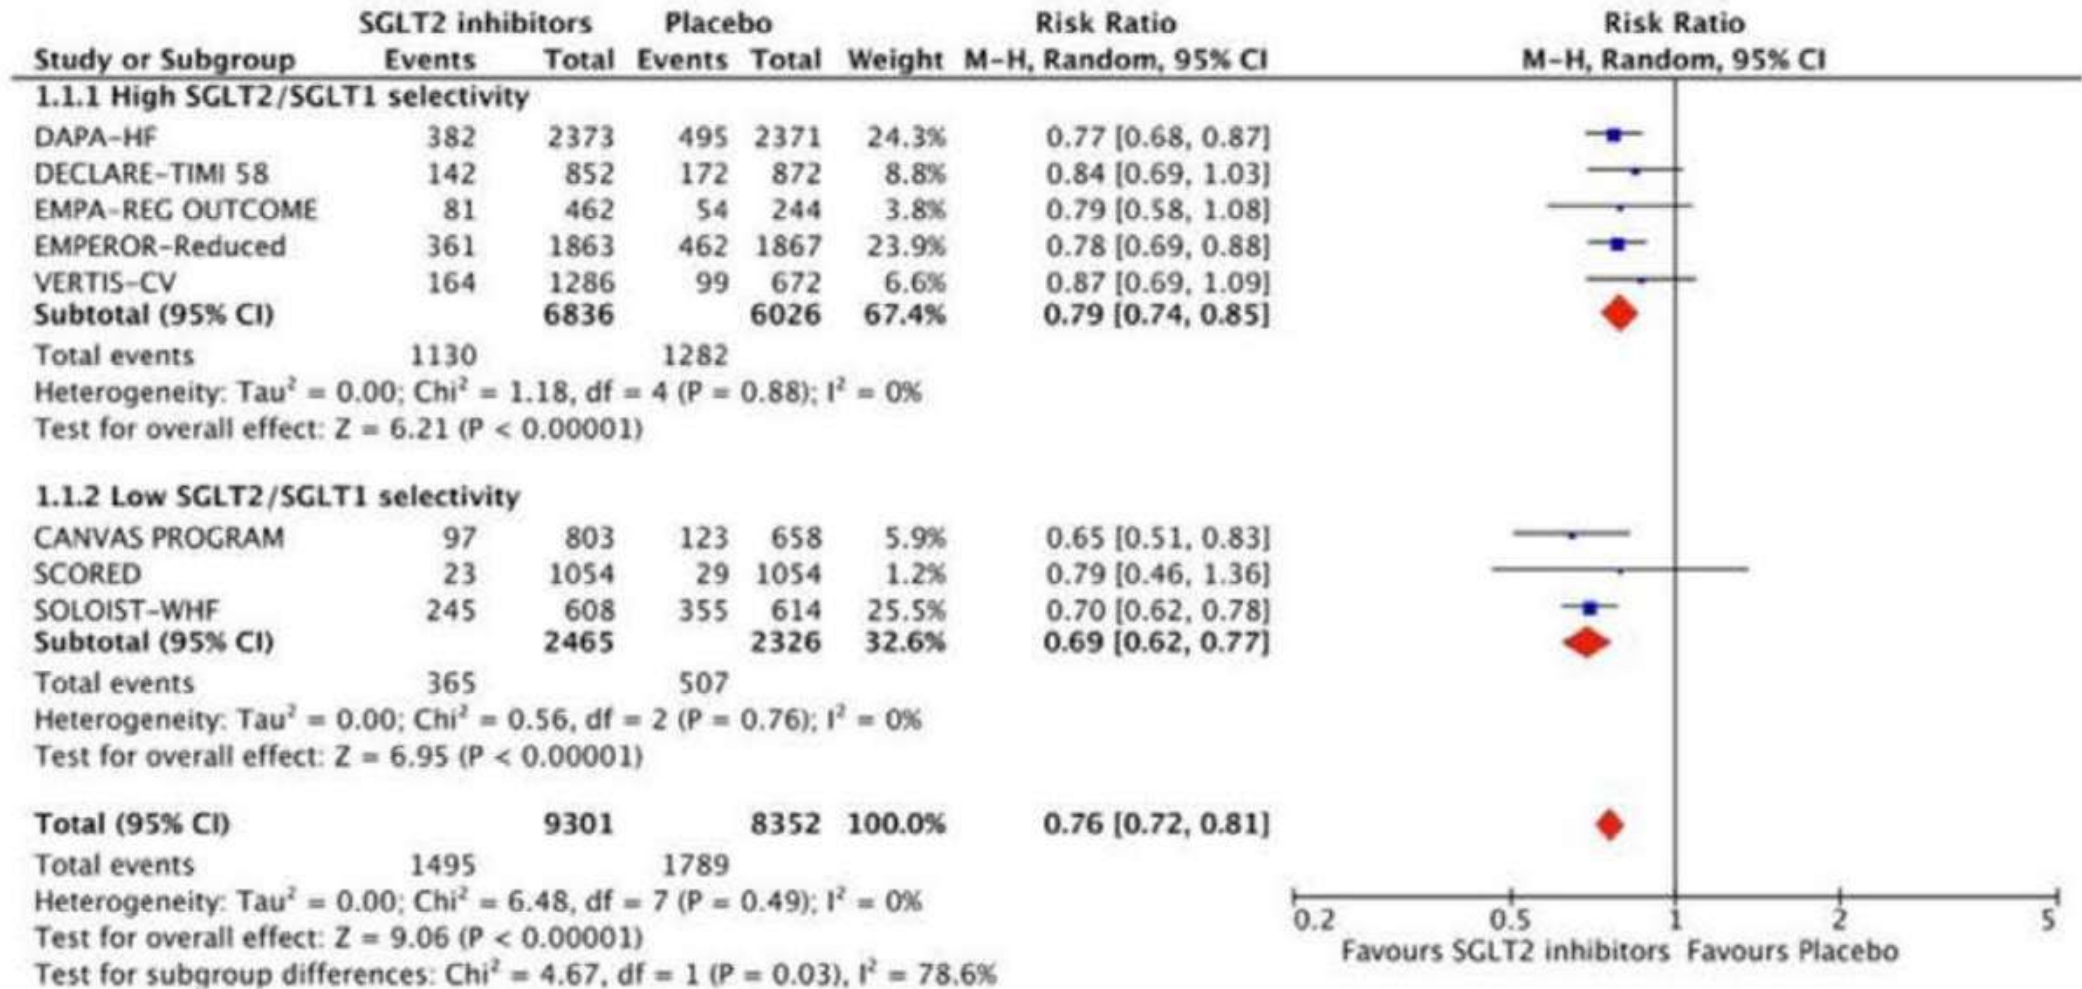 SGLT2 inhibitors Placebo Risk Ratio Risk Ratio
Study or Subgroup Events Total Events Total Weight M-H, Random, 95% CI M-H, Random, 95% CI
1.1.1 High SGLT2/SGLT1 selectivity
DAPA-HF 382 2373 495 2371 24.3% 0.77 [0.68, 0.87]
DECLARE-TIMI 58 142 852 172 872 8.8% 0.84 [0.69, 1.03]
EMPA-REG OUTCOME 81 462 54 244 3.8% 0.79 [0.58, 1.08]
EMPEROR-Reduced 361 1863 462 1867 23.9% 0.78 [0.69, 0.88]
VERTIS-CV 164 1286 99 672 6.6% 0.87 [0.69, 1.09]
Subtotal (95% CI) 6836 6026 67.4% 0.79 [0.74, 0.85]
Total events 1130 1282
Heterogeneity: Tau² = 0.00; Chi² = 1.18, df = 4 (P = 0.88); I² = 0%
Test for overall effect: Z = 6.21 (P < 0.00001)
1.1.2 Low SGLT2/SGLT1 selectivity
CANVAS PROGRAM 97 803 123 658 5.9% 0.65 [0.51, 0.83]
SCORED 23 1054 29 1054 1.2% 0.79 [0.46, 1.36]
SOLOIST-WHF 245 608 355 614 25.5% 0.70 [0.62, 0.78]
Subtotal (95% CI) 2465 2326 32.6% 0.69 [0.62, 0.77]
Total events 365 507
Heterogeneity: Tau² = 0.00; Chi² = 0.56, df = 2 (P = 0.76); I² = 0%
Test for overall effect: Z = 6.95 (P < 0.00001)
Total (95% CI) 9301 8352 100.0% 0.76 [0.72, 0.81]
Total events 1495 1789
Heterogeneity: Tau² = 0.00; Chi² = 6.48, df = 7 (P = 0.49); I² = 0%
Test for overall effect: Z = 9.06 (P < 0.00001)
Test for subgroup differences: Chi² = 4.67, df = 1 (P = 0.03), I² = 78.6%
0.2 0.5 1 2 5
Favours SGLT2 inhibitors Favours Placebo